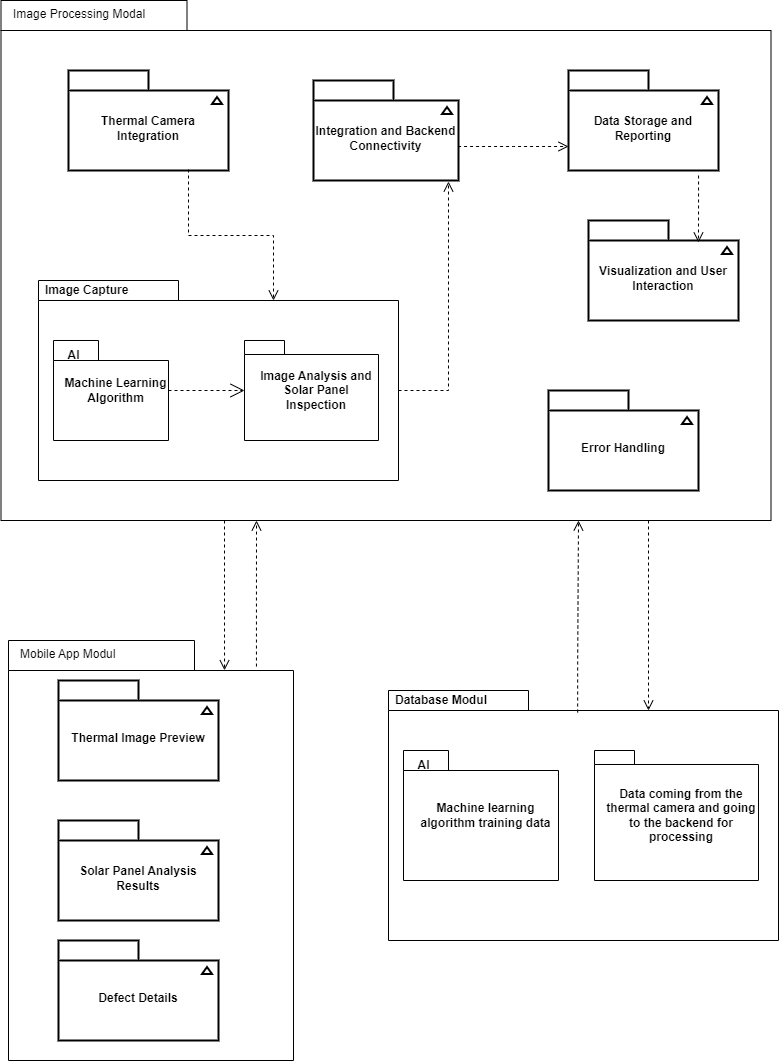 Image Processing Modal
Thermal Camera
Integration
Integration and Backend
Connectivity
Data Storage and
Reporting
Visualization and User
Interaction
Image Capture
AI
Machine Learning
Algorithm
Image Analysis and
Solar Panel
Inspection
Error Handling
Mobile App Modul
Thermal Image Preview
Solar Panel Analysis
Results
Defect Details
Database Modul
AI
Machine learning
algorithm training data
Data coming from the
thermal camera and going
to the backend for
processing